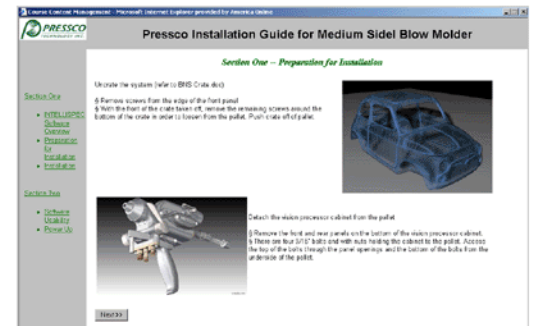 Course Content Management - Microsoft Internet Explorer provided by America Online
PRESSCO
TECHNOLOGY INC.
Pressco Installation Guide for Medium Sidel Blow Molder
Section One -- Preparation for Installation
Section One
INTELLISPEC
Software
Overview
Preparation
for
Installation
Installation
Section Two
Software
Usability
Power Up
Uncrate the system (refer to BNS Crate.doc)
§ Remove screws from the edge of the front panel.
§ With the front of the crate taken off, remove the remaining screws around the
bottom of the crate in order to loosen from the pallet. Push crate off of pallet.
Detach the vision processor cabinet from the pallet
§ Remove the front and rear panels on the bottom of the vision processor cabinet.
§ There are four 5/16" bolts and with nuts holding the cabinet to the pallet. Access
the top of the bolts through the panel openings and the bottom of the bolts from the
underside of the pallet.
Next >>